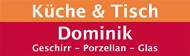 Küche & Tisch
Dominik
Geschirr - Porzellan - Glas